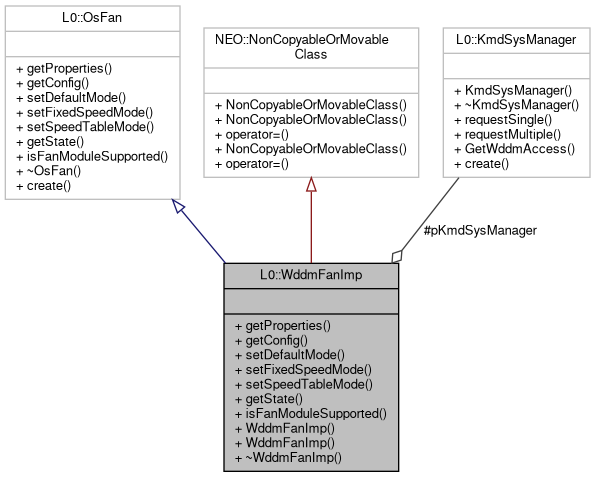 L0::OsFan
+ getProperties()
+ getConfig()
+ setDefaultMode()
+ setFixedSpeedMode()
+ setSpeedTableMode()
+ getState()
+ isFanModuleSupported()
+ ~OsFan()
+ create()
NEO::NonCopyableOrMovable
Class
+ NonCopyableOrMovableClass()
+ NonCopyableOrMovableClass()
+ operator=()
+ NonCopyableOrMovableClass()
+ operator=()
L0::KmdSysManager
+ KmdSysManager()
+ ~KmdSysManager()
+ requestSingle()
+ requestMultiple()
+ GetWddmAccess()
+ create()
#pKmdSysManager
L0::WddmFanImp
+ getProperties()
+ getConfig()
+ setDefaultMode()
+ setFixedSpeedMode()
+ setSpeedTableMode()
+ getState()
+ isFanModuleSupported()
+ WddmFanImp()
+ WddmFanImp()
+ ~WddmFanImp()